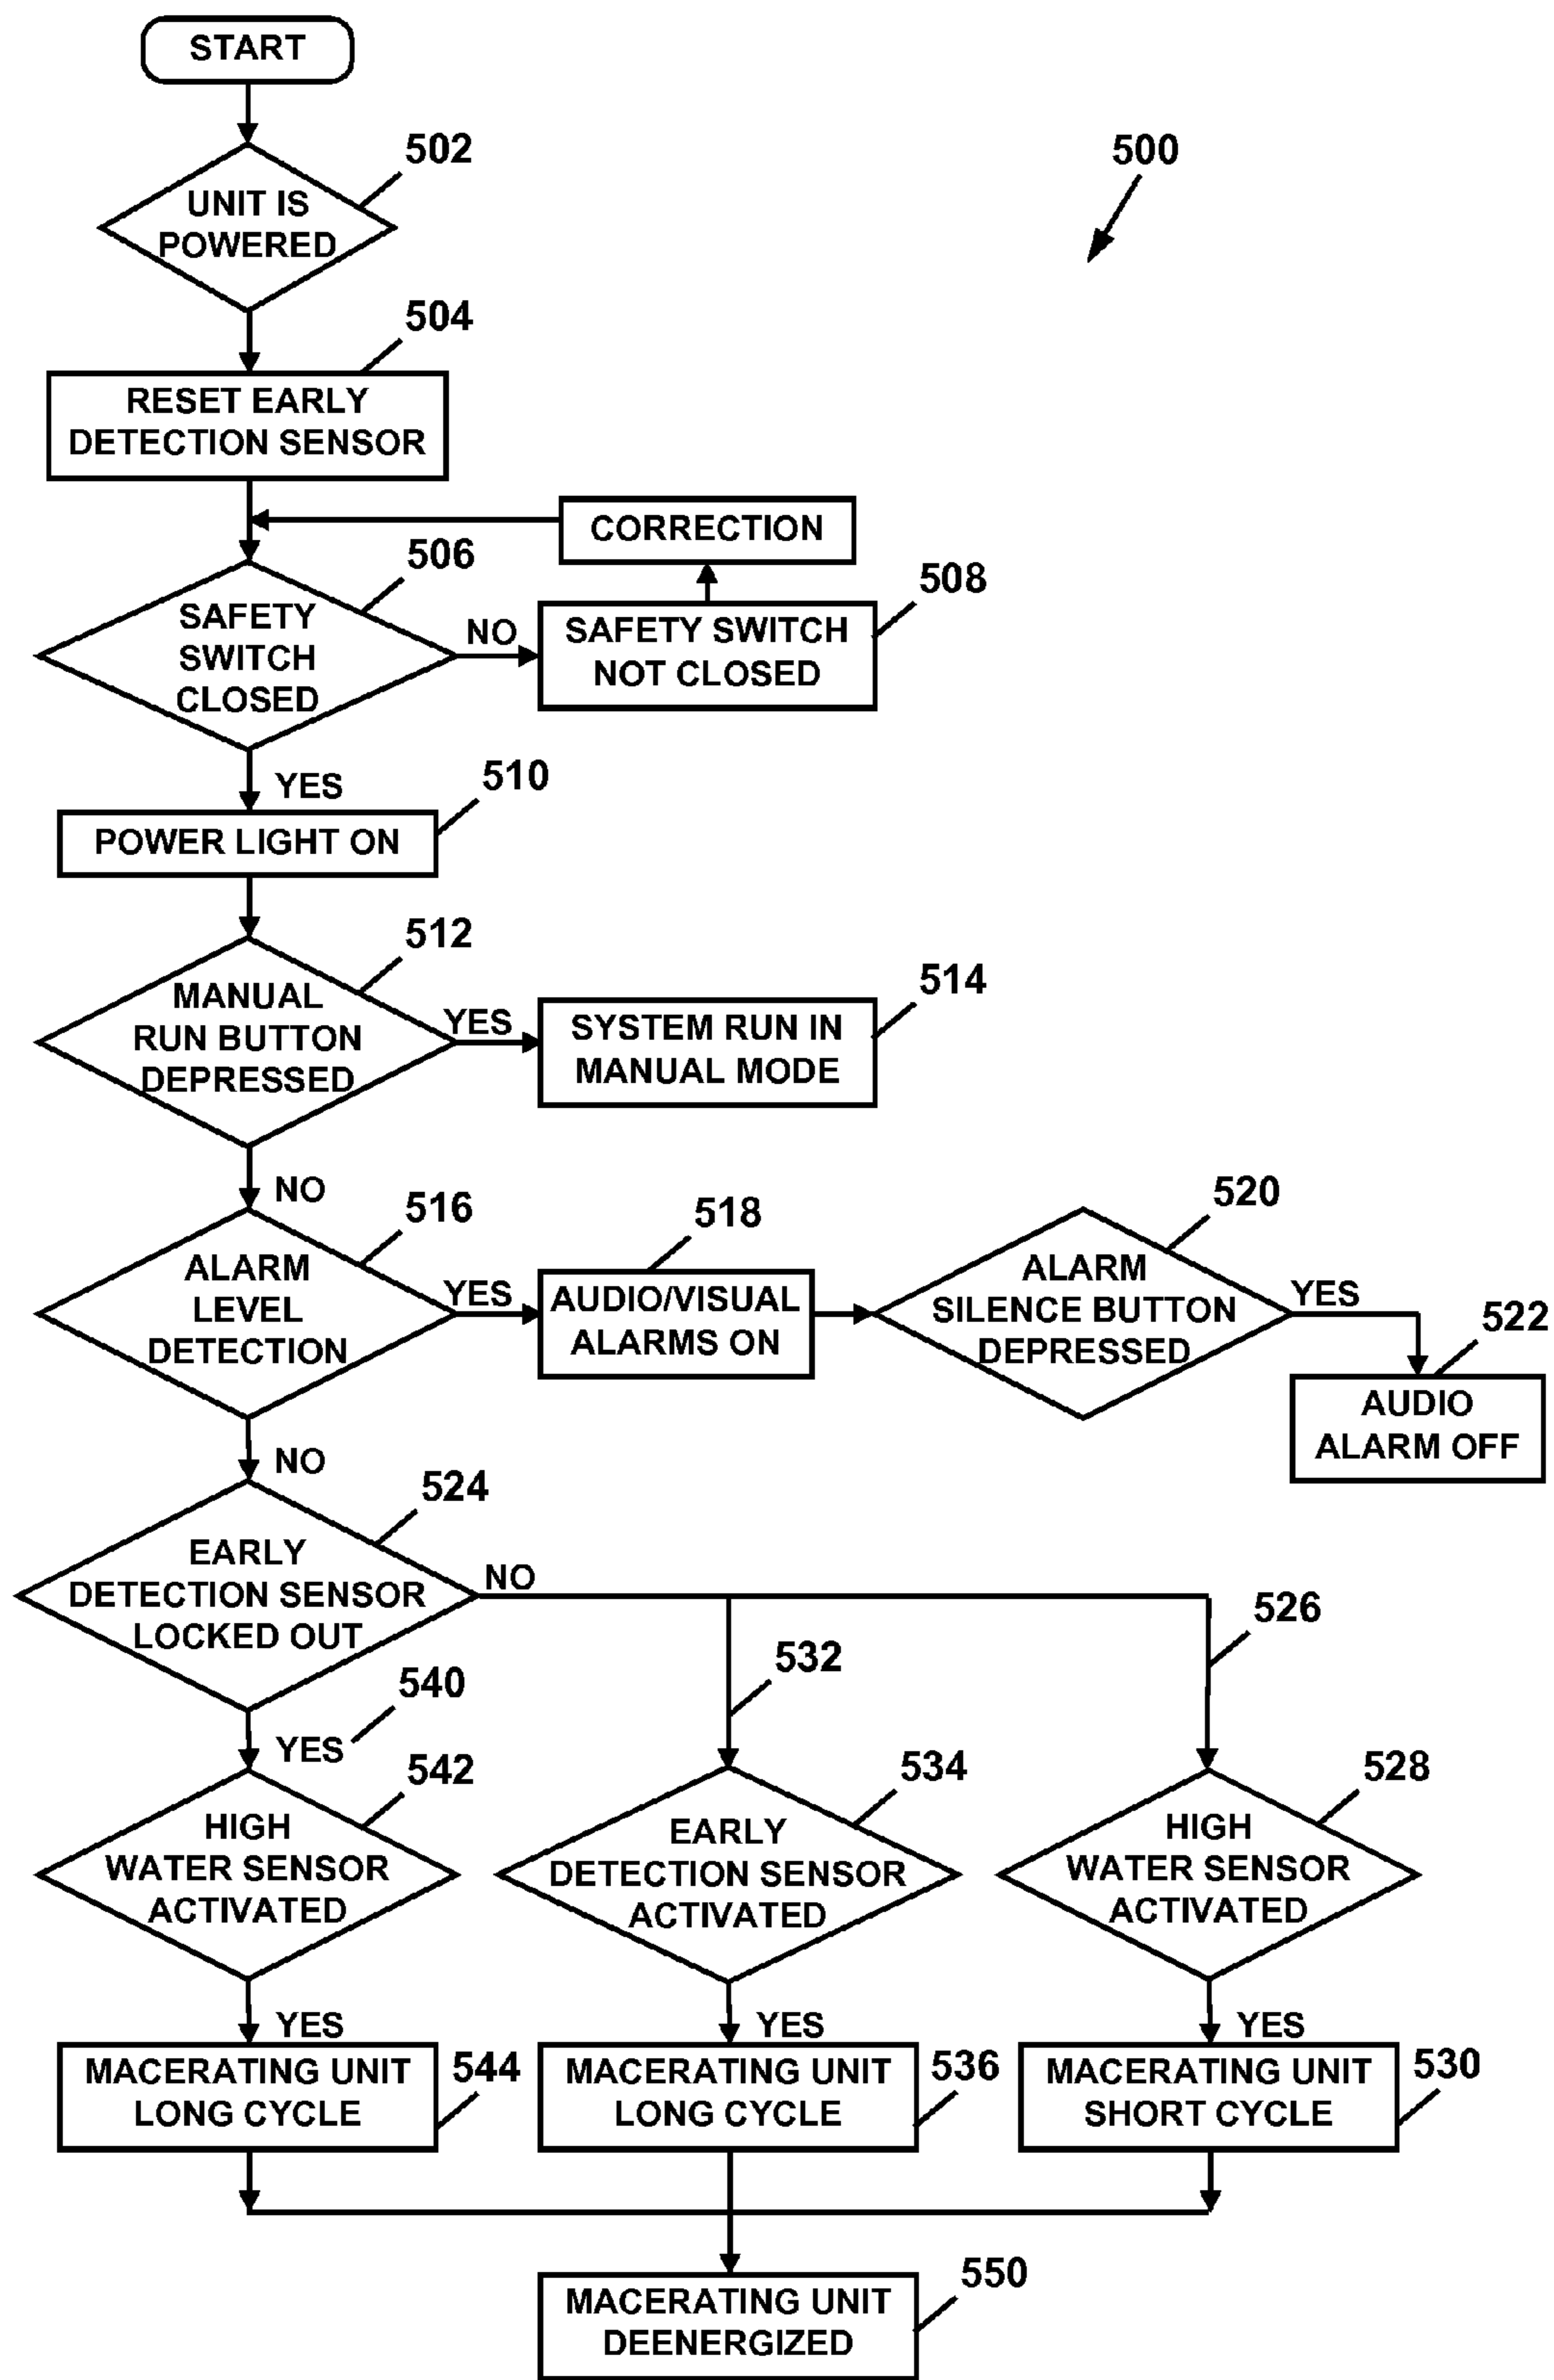 START
502
500
UNIT IS
POWERED
504
RESET EARLY
DETECTION SENSOR
CORRECTION
506
508
SAFETY
SWITCH
CLOSED
NO
SAFETY SWITCH
NOT CLOSED
YES
510
POWER LIGHT ON
512
514
MANUAL
RUN BUTTON
DEPRESSED
YES
SYSTEM RUN IN
MANUAL MODE
NO
516
518
520
ALARM
LEVEL
DETECTION
YES
AUDIO/VISUAL
ALARMS ON
ALARM
SILENCE BUTTON
DEPRESSED
YES
522
AUDIO
ALARM OFF
NO
524
EARLY
DETECTION SENSOR
LOCKED OUT
NO
526
532
540
YES
542
534
528
HIGH
WATER SENSOR
ACTIVATED
EARLY
DETECTION SENSOR
ACTIVATED
HIGH
WATER SENSOR
ACTIVATED
YES
YES
YES
MACERATING UNIT
LONG CYCLE
544
MACERATING UNIT
LONG CYCLE
536
MACERATING UNIT
SHORT CYCLE
530
550
MACERATING UNIT
DEENERGIZED